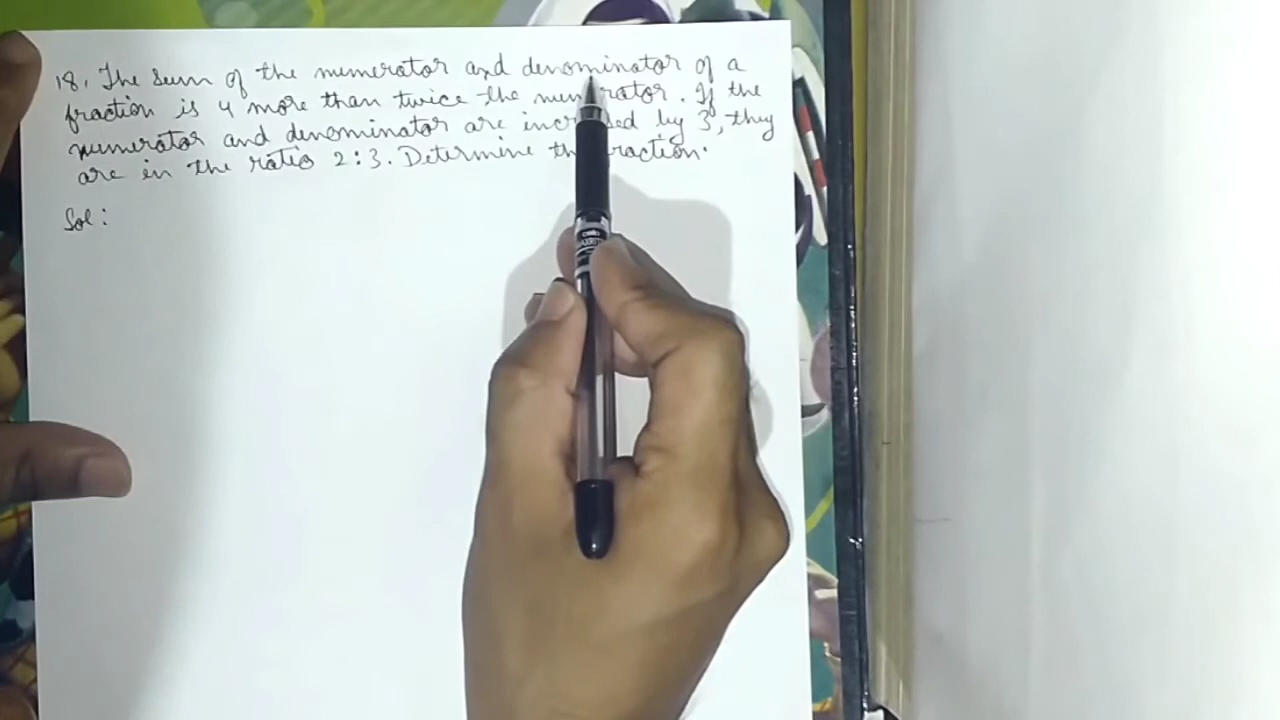 18. The sum of the numerator and denominator of a
fraction is 4 more than twice the numerator. If the
numerator and denominator are increased by 3, they
are in the ratio 2:3. Determine the fraction.
Sol:
cello